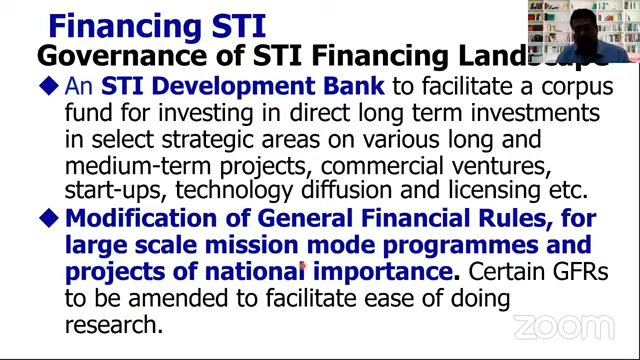 Financing STI
Governance of STI Financing Landscape
An STI Development Bank to facilitate a corpus
fund for investing in direct long term investments
in select strategic areas on various long and
medium-term projects, commercial ventures,
start-ups, technology diffusion and licensing etc.
Modification of General Financial Rules, for
large scale mission mode programmes and
projects of national importance. Certain GFRs
to be amended to facilitate ease of doing
research.
zoom